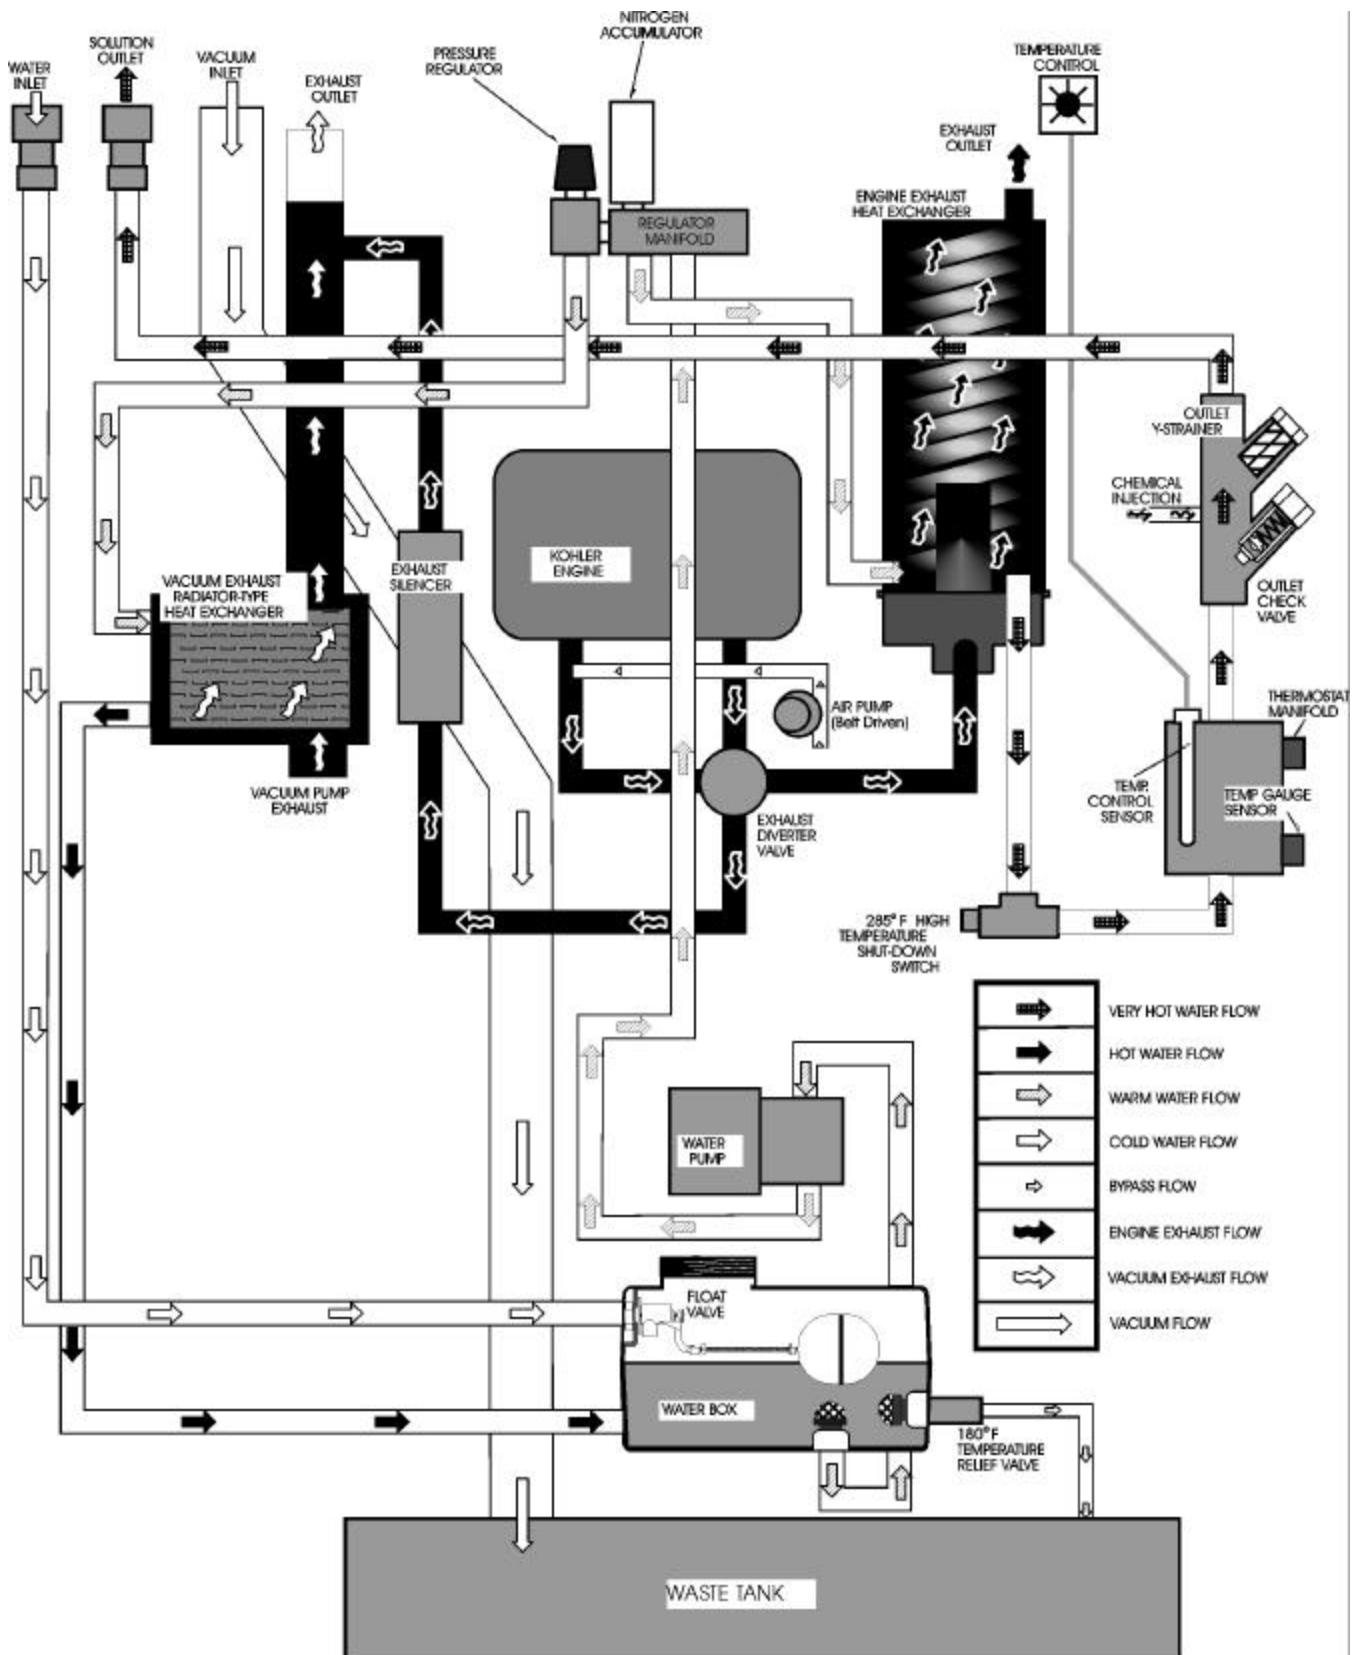 WATER
INLET
SOLUTION
OUTLET
VACUUM
INLET
EXHAUST
OUTLET
PRESSURE
REGULATOR
NITROGEN
ACCUMULATOR
TEMPERATURE
CONTROL
EXHAUST
OUTLET
ENGINE EXHAUST
HEAT EXCHANGER
REGULATOR
MANIFOLD
OUTLET
Y-STRAINER
CHEMICAL
INJECTION
OUTLET
CHECK
VALVE
KOHLER
ENGINE
EXHAUST
SILENCER
VACUUM EXHAUST
RADIATOR-TYPE
HEAT EXCHANGER
VACUUM PUMP
EXHAUST
AIR PUMP
(Belt Driven)
EXHAUST
DIVERTER
VALVE
THERMOSTAT
MANIFOLD
TEMP.
CONTROL
SENSOR
TEMP GAUGE
SENSOR
285° F HIGH
TEMPERATURE
SHUT-DOWN
SWITCH
VERY HOT WATER FLOW
HOT WATER FLOW
WARM WATER FLOW
COLD WATER FLOW
BYPASS FLOW
ENGINE EXHAUST FLOW
VACUUM EXHAUST FLOW
VACUUM FLOW
WATER
PUMP
FLOAT
VALVE
WATER BOX
180° F
TEMPERATURE
RELIEF VALVE
WASTE TANK